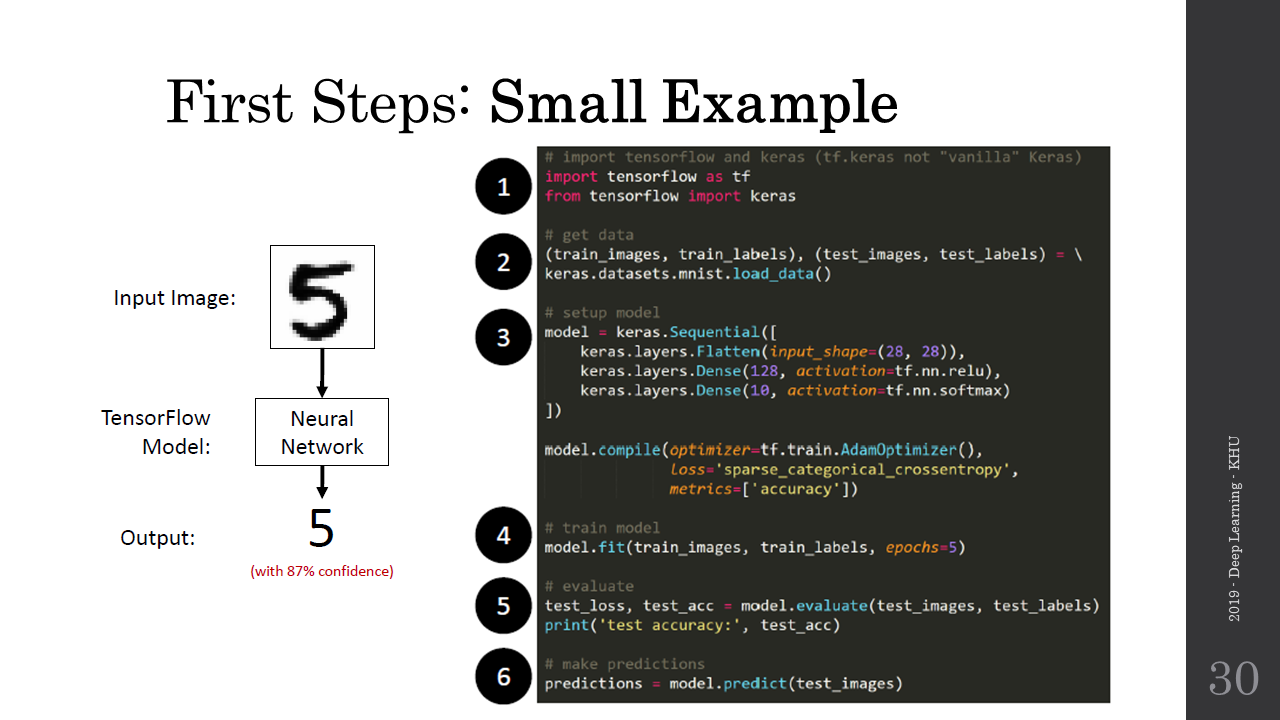 First Steps: Small Example
Input Image:
5
TensorFlow
Model:
Neural
Network
Output:
5
(with 87% confidence)
1
# import tensorflow and keras (tf.keras not "vanilla" Keras)
import tensorflow as tf
from tensorflow import keras
2
# get data
(train_images, train_labels), (test_images, test_labels) = \
keras.datasets.mnist.load_data()
3
# setup model
model = keras.Sequential([
    keras.layers.Flatten(input_shape=(28, 28)),
    keras.layers.Dense(128, activation=tf.nn.relu),
    keras.layers.Dense(10, activation=tf.nn.softmax)
])
model.compile(optimizer=tf.train.AdamOptimizer(),
              loss='sparse_categorical_crossentropy',
              metrics=['accuracy'])
4
# train model
model.fit(train_images, train_labels, epochs=5)
5
# evaluate
test_loss, test_acc = model.evaluate(test_images, test_labels)
print('test accuracy:', test_acc)
6
# make predictions
predictions = model.predict(test_images)
2019 - Deep Learning - KHU
30